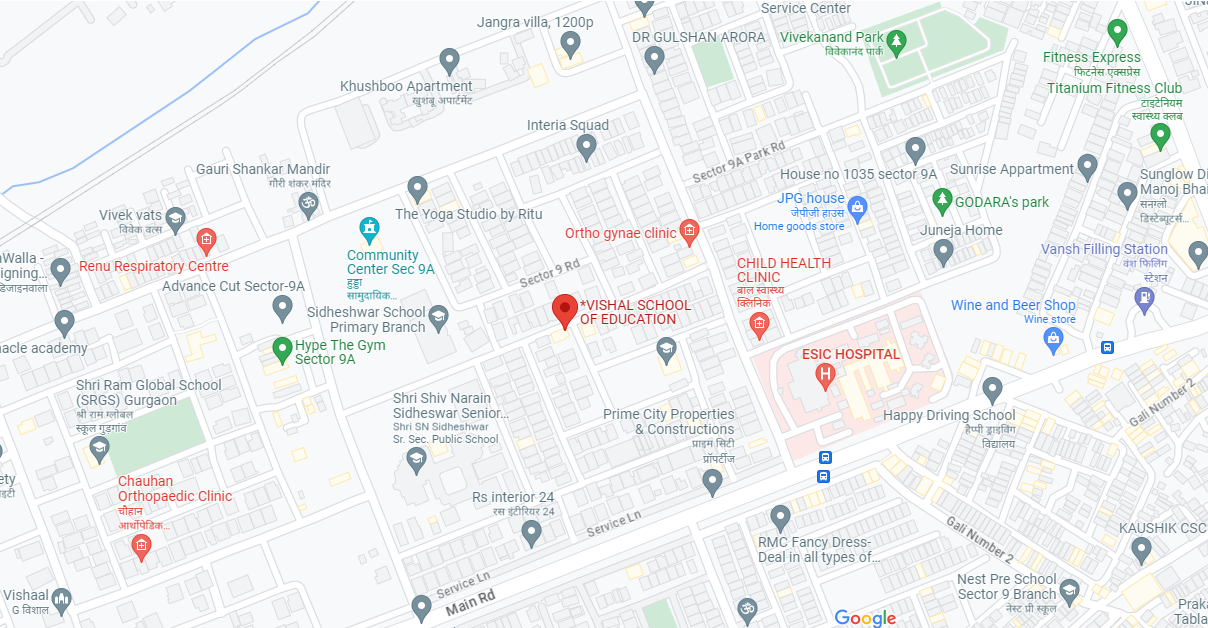 Service Center
Jangra villa, 1200p
DR GULSHAN ARORA
Vivekanand Park
विवेकानंद पार्क
Fitness Express
फिटनेस एक्सप्रेस
Titanium Fitness Club
टाइटेनियम
स्वास्थ्य क्लब
Khushboo Apartment
खुशबू अपार्टमेंट
Interia Squad
Sector 9A Park Rd
House no 1035 sector 9A
Sunrise Appartment
Sunglow Di
Manoj Bhai
सनग्लो
डिस्टेब्यूटर्स...
Gauri Shankar Mandir
गौरी शंकर मंदिर
Vivek vats
विवेक वत्स
The Yoga Studio by Ritu
JPG house
जेपीजी हाउस
Home goods store
GODARA's park
Juneja Home
Ortho gynae clinic
Renu Respiratory Centre
Community
Center Sec 9A
हुडा
सामुदायिक...
Sector 9 Rd
CHILD HEALTH
CLINIC
बाल स्वास्थ्य
क्लिनिक
Vansh Filling Station
वंश फिलिंग
स्टेशन
nWalla -
igning...
डिजाइनवाला
Advance Cut Sector-9A
Sidheshwar School
Primary Branch
*VISHAL SCHOOL
OF EDUCATION
Wine and Beer Shop
Wine store
nacle academy
Hype The Gym
Sector 9A
ESIC HOSPITAL
H
Shri Ram Global School
(SRGS) Gurgaon
श्री राम ग्लोबल
स्कूल गुड़गांव
Shri Shiv Narain
Sidheswar Senior...
Shri SN Sidheshwar
Sr. Sec. Public School
Prime City Properties
& Constructions
प्राइम सिटी
प्रॉपर्टीज
Happy Driving School
हैप्पी ड्राइविंग
विद्यालय
Gali Number 2
Chauhan
Orthopaedic Clinic
चौहान
आर्थोपेडिक...
Rs interior 24
रस इंटीरियर 24
Service Ln
RMC Fancy Dress-
Deal in all types of...
Gali Number 2
KAUSHIK CSC
Service Ln
Main Rd
Vishaal
G विशाल
Nest Pre School
Sector 9 Branch
नेस्ट प्री स्कूल
Praka
Tabla
Google